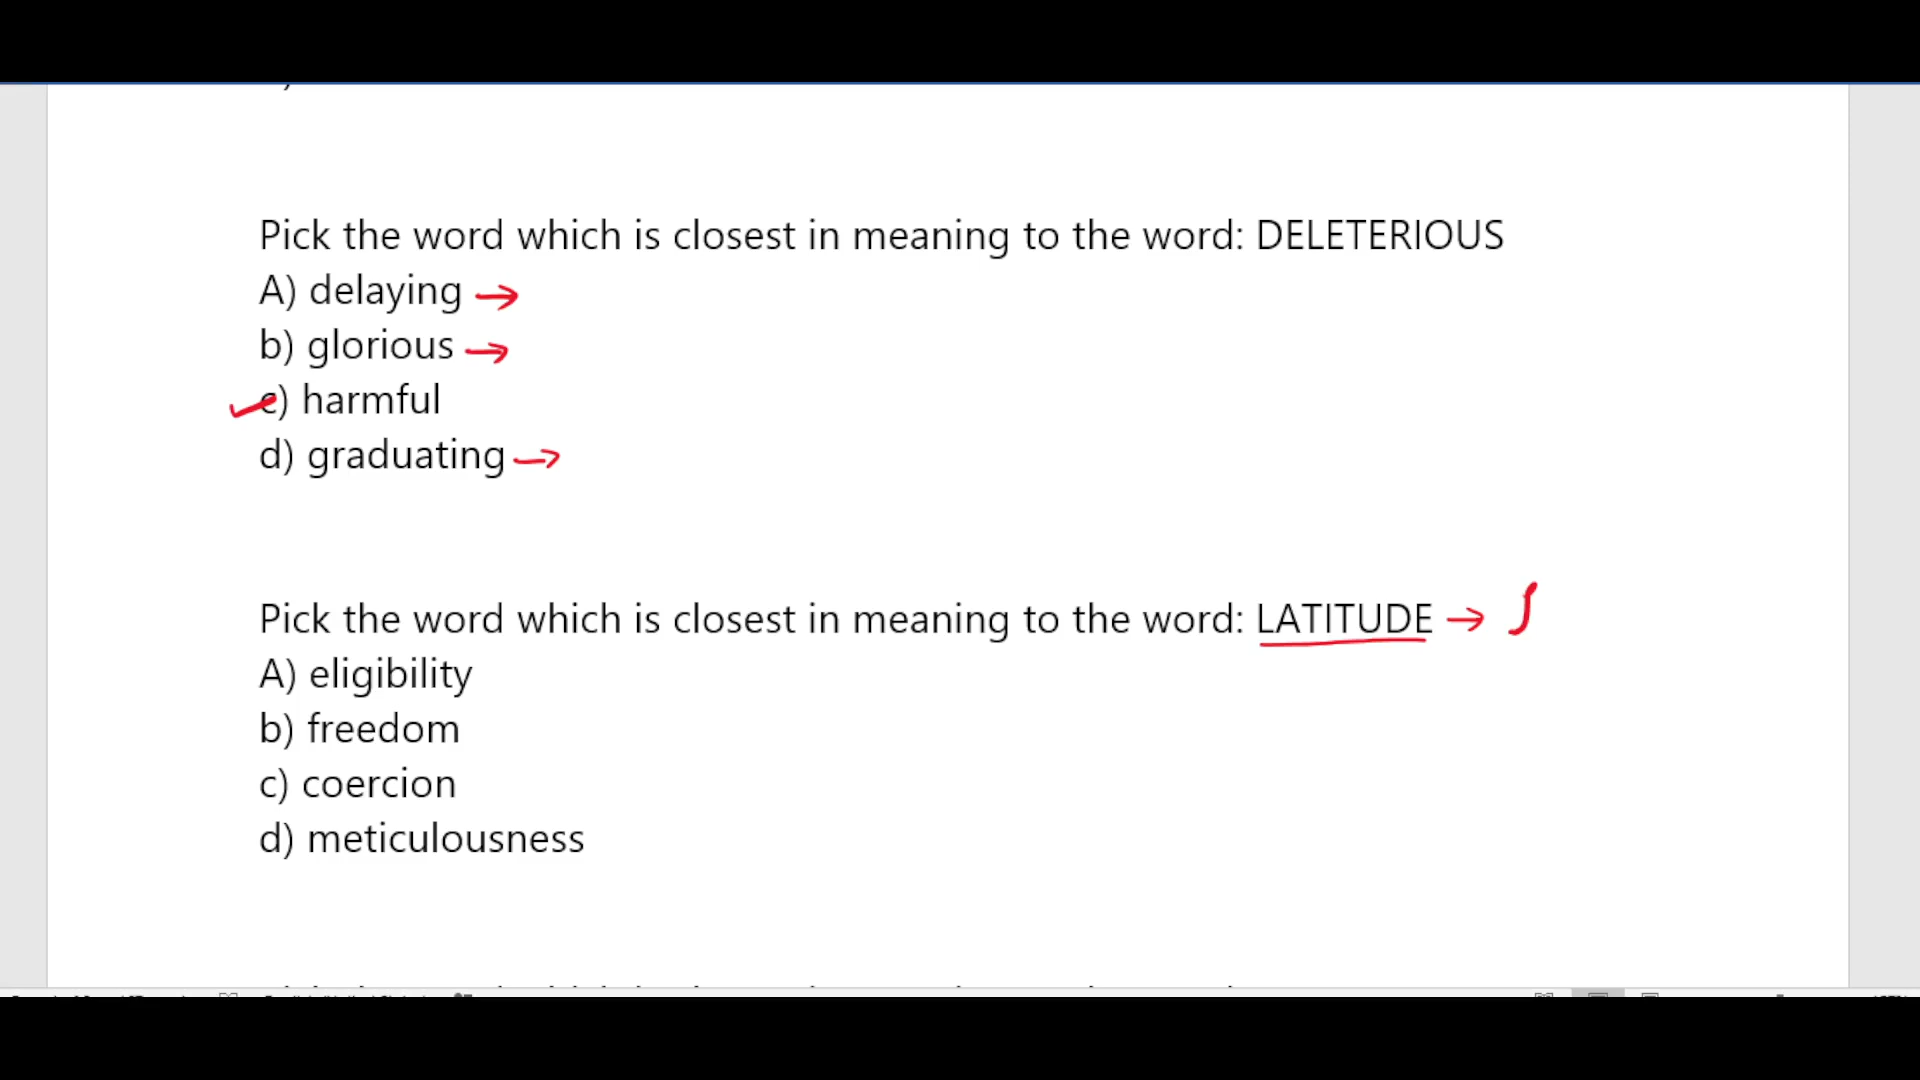 Pick the word which is closest in meaning to the word: DELETERIOUS
A) delaying →
b) glorious →
c) harmful
d) graduating →
Pick the word which is closest in meaning to the word: LATITUDE →
A) eligibility
b) freedom
c) coercion
d) meticulousness